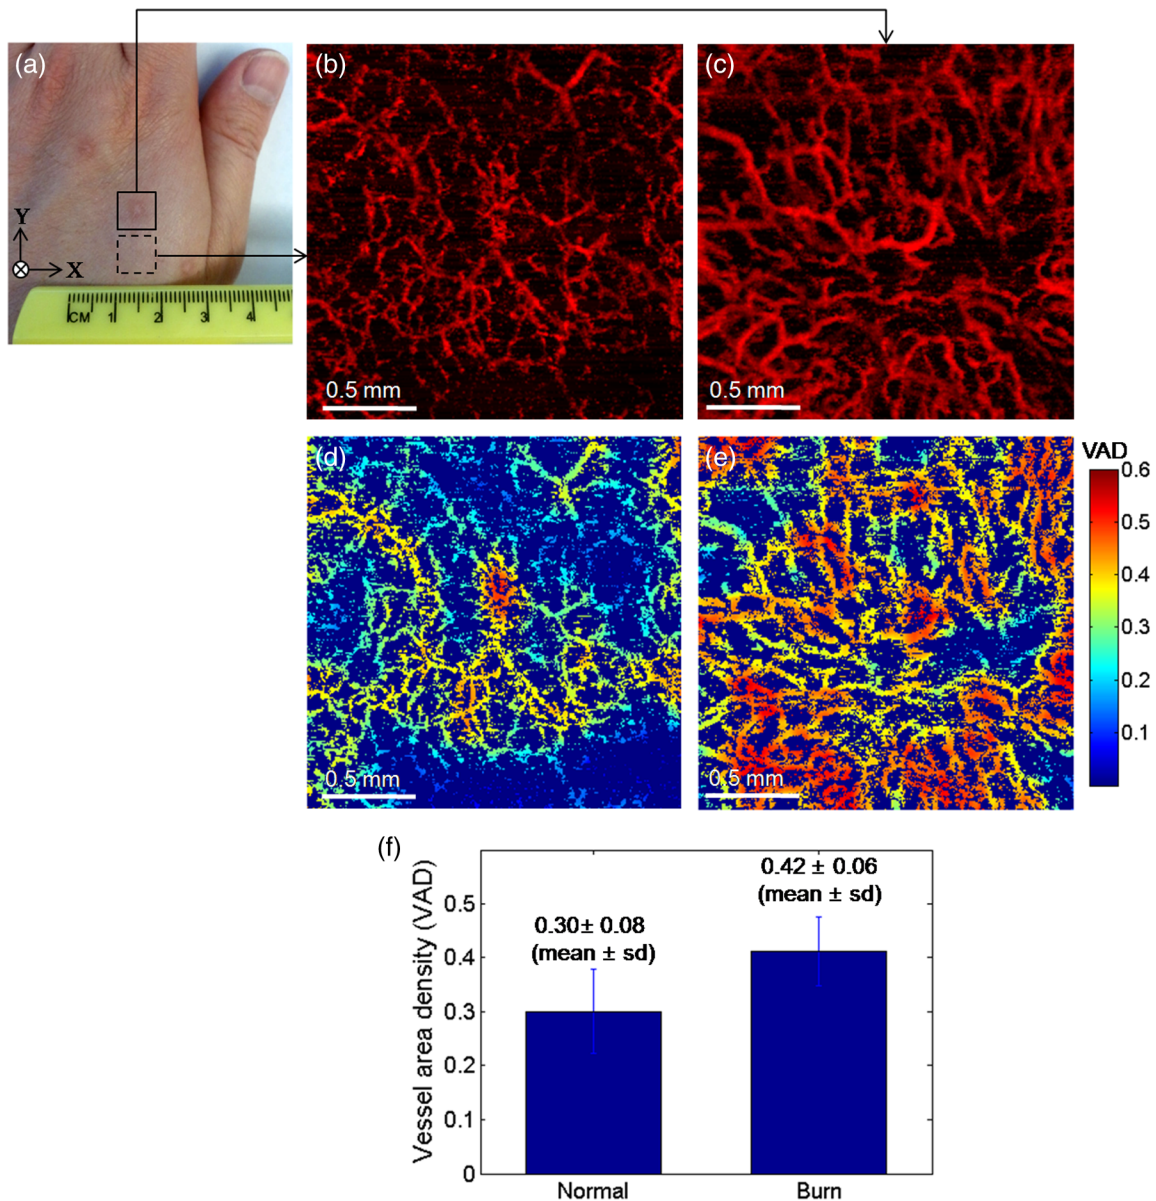 (a)
Y
X
CM 1 2 3 4
(b)
0.5 mm
(c)
0.5 mm
(d)
0.5 mm
(e)
0.5 mm
VAD
0.6
0.5
0.4
0.3
0.2
0.1
(f)
Vessel area density (VAD)
0.5
0.4
0.3
0.2
0.1
0
0.30± 0.08
(mean ± sd)
0.42 ± 0.06
(mean ± sd)
Normal
Burn